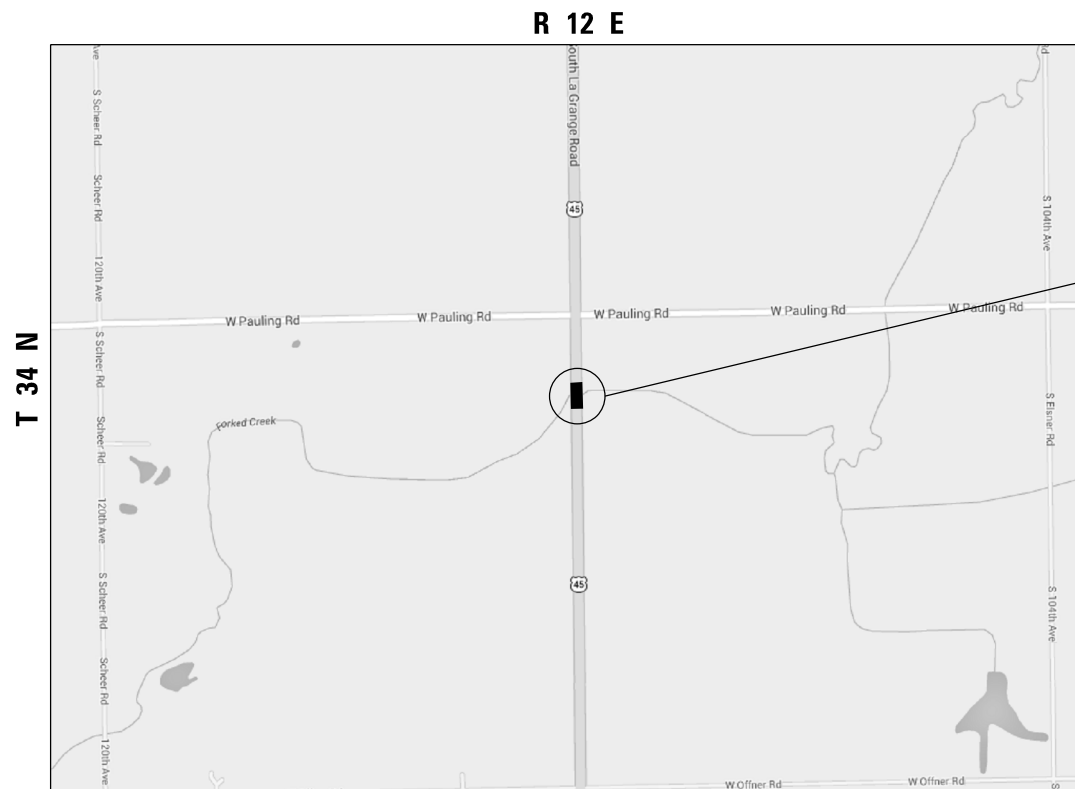 R 12 E
T 34 N
Ave
S Scheer Rd
Scheer Rd
120th Ave
S Scheer Rd
Scheer Rd
120th Ave
S Scheer Rd
Scheer Rd
120th Ave
South La Grange Road
45
45
Rd
S 104th Ave
S Elsner Rd
S 104th Ave
S
W Pauling Rd
W Pauling Rd
W Pauling Rd
W Pauling Rd
W Pauling Rd
Forked Creek
W Offner Rd
W Offner Rd